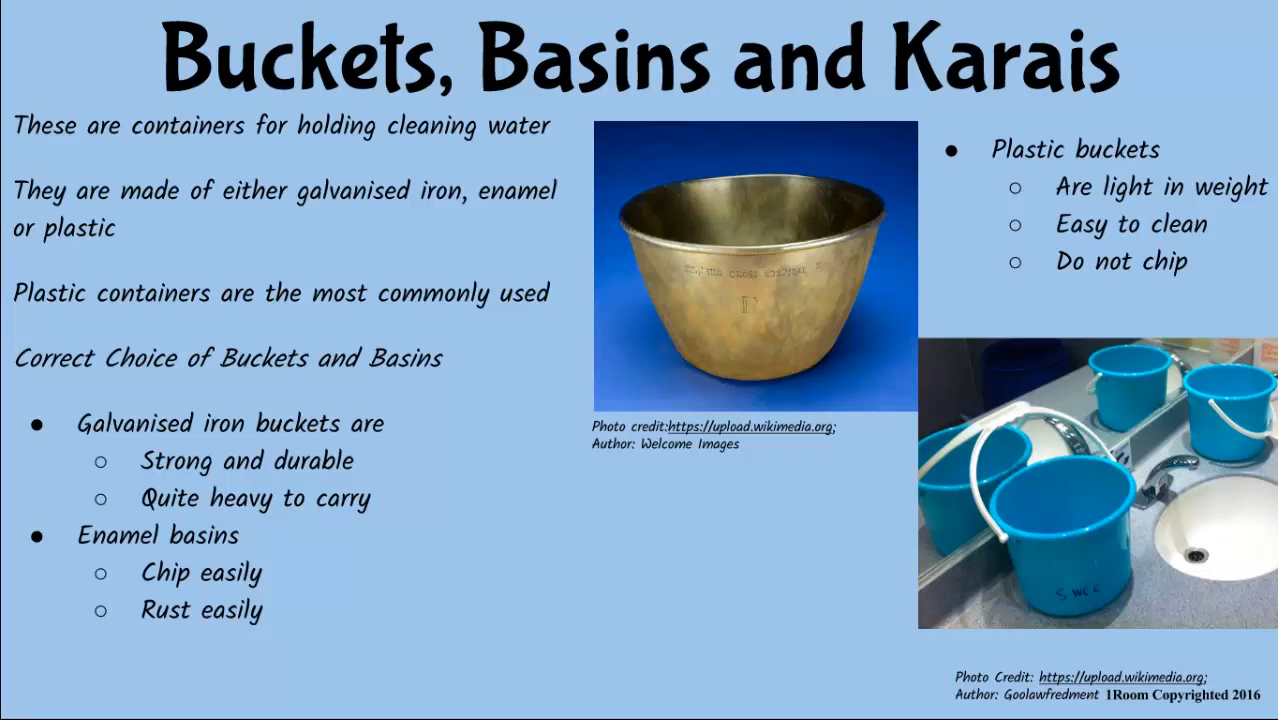 Buckets, Basins and Karais
These are containers for holding cleaning water
They are made of either galvanised iron, enamel
or plastic
Plastic containers are the most commonly used
Correct Choice of Buckets and Basins
● Galvanised iron buckets are
○ Strong and durable
○ Quite heavy to carry
● Enamel basins
○ Chip easily
○ Rust easily
CROSS HOSPITAL
F
Photo credit:https://upload.wikimedia.org;
Author: Welcome Images
● Plastic buckets
○ Are light in weight
○ Easy to clean
○ Do not chip
S WCC
Photo Credit: https://upload.wikimedia.org;
Author: Goolawfredment 1Room Copyrighted 2016